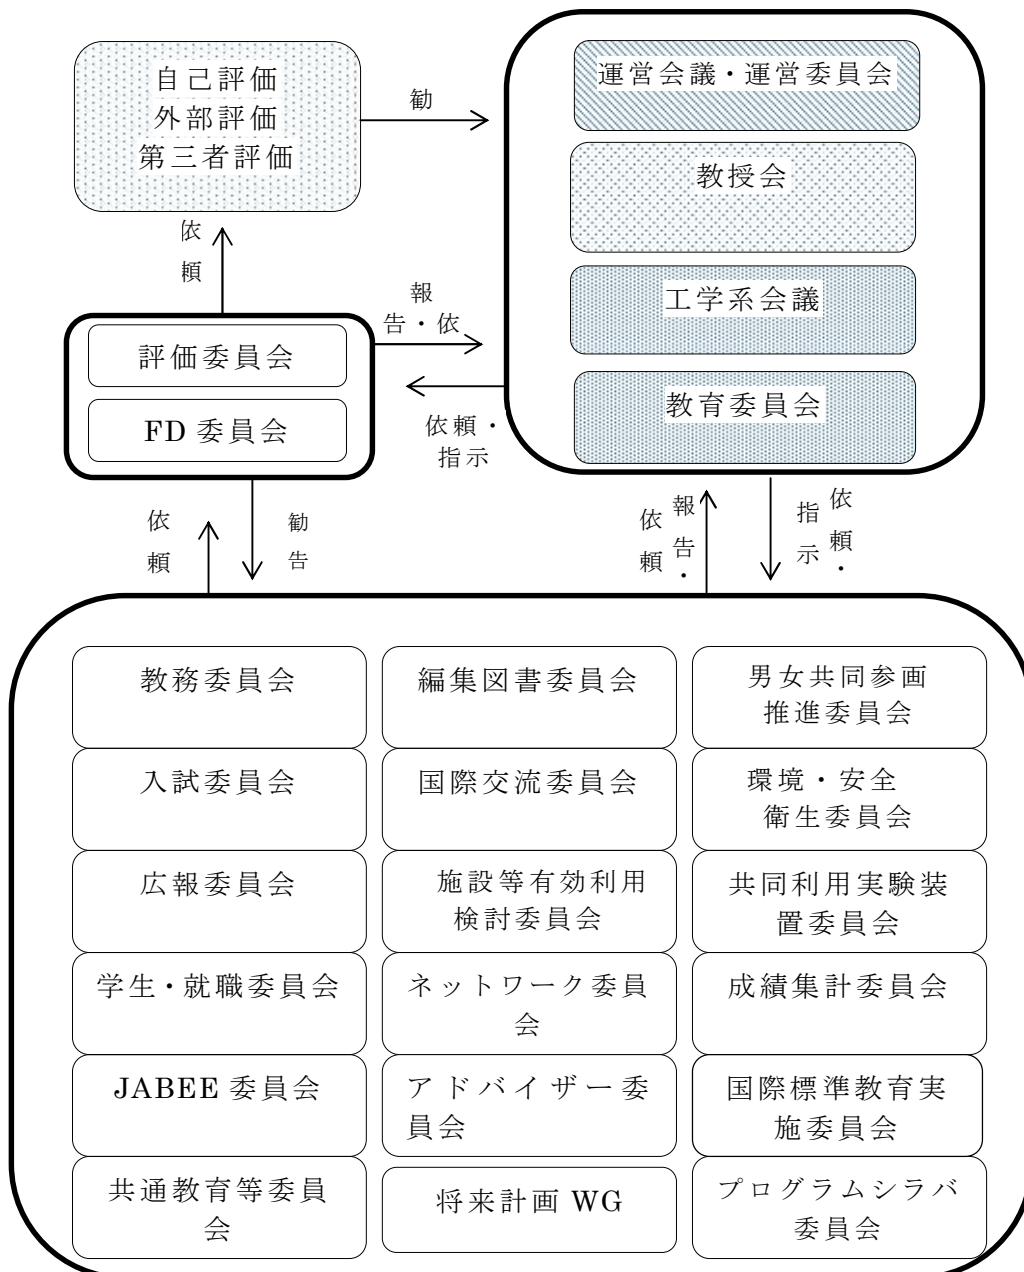 自己評価
外部評価
第三者評価
勧
運営会議・運営委員会
教授会
工学系会議
教育委員会
依
頼
報
告・依
評価委員会
FD 委員会
依頼・
指示
依
頼
勧
告
報告・
依頼
依頼・
指示
教務委員会
編集図書委員会
男女共同参画
推進委員会
入試委員会
国際交流委員会
環境・安全
衛生委員会
広報委員会
施設等有効利用
検討委員会
共同利用実験装
置委員会
学生・就職委員会
ネットワーク委員
会
成績集計委員会
JABEE 委員会
アドバイザー委
員会
国際標準教育実
施委員会
共通教育等委員
会
将来計画 WG
プログラムシラバ
委員会